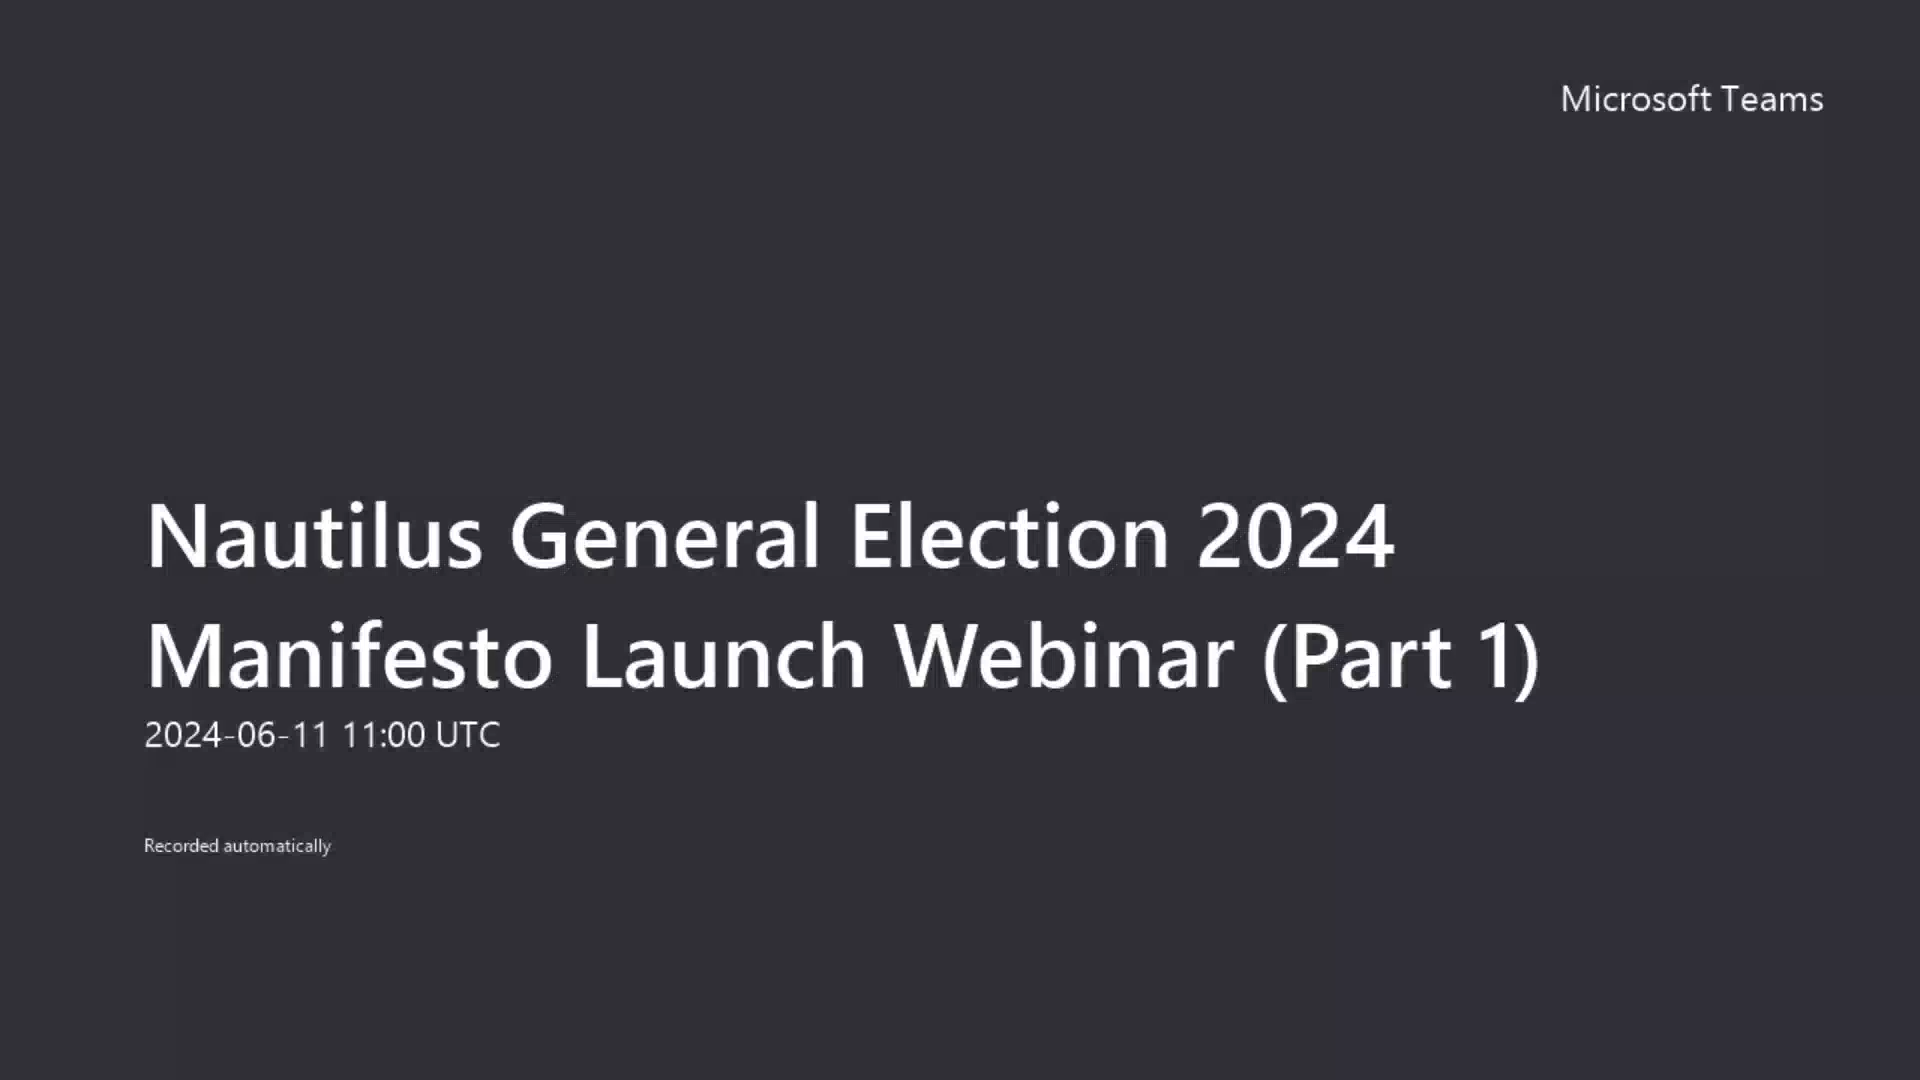 Microsoft Teams
Nautilus General Election 2024
Manifesto Launch Webinar (Part 1)
2024-06-11 11:00 UTC
Recorded automatically